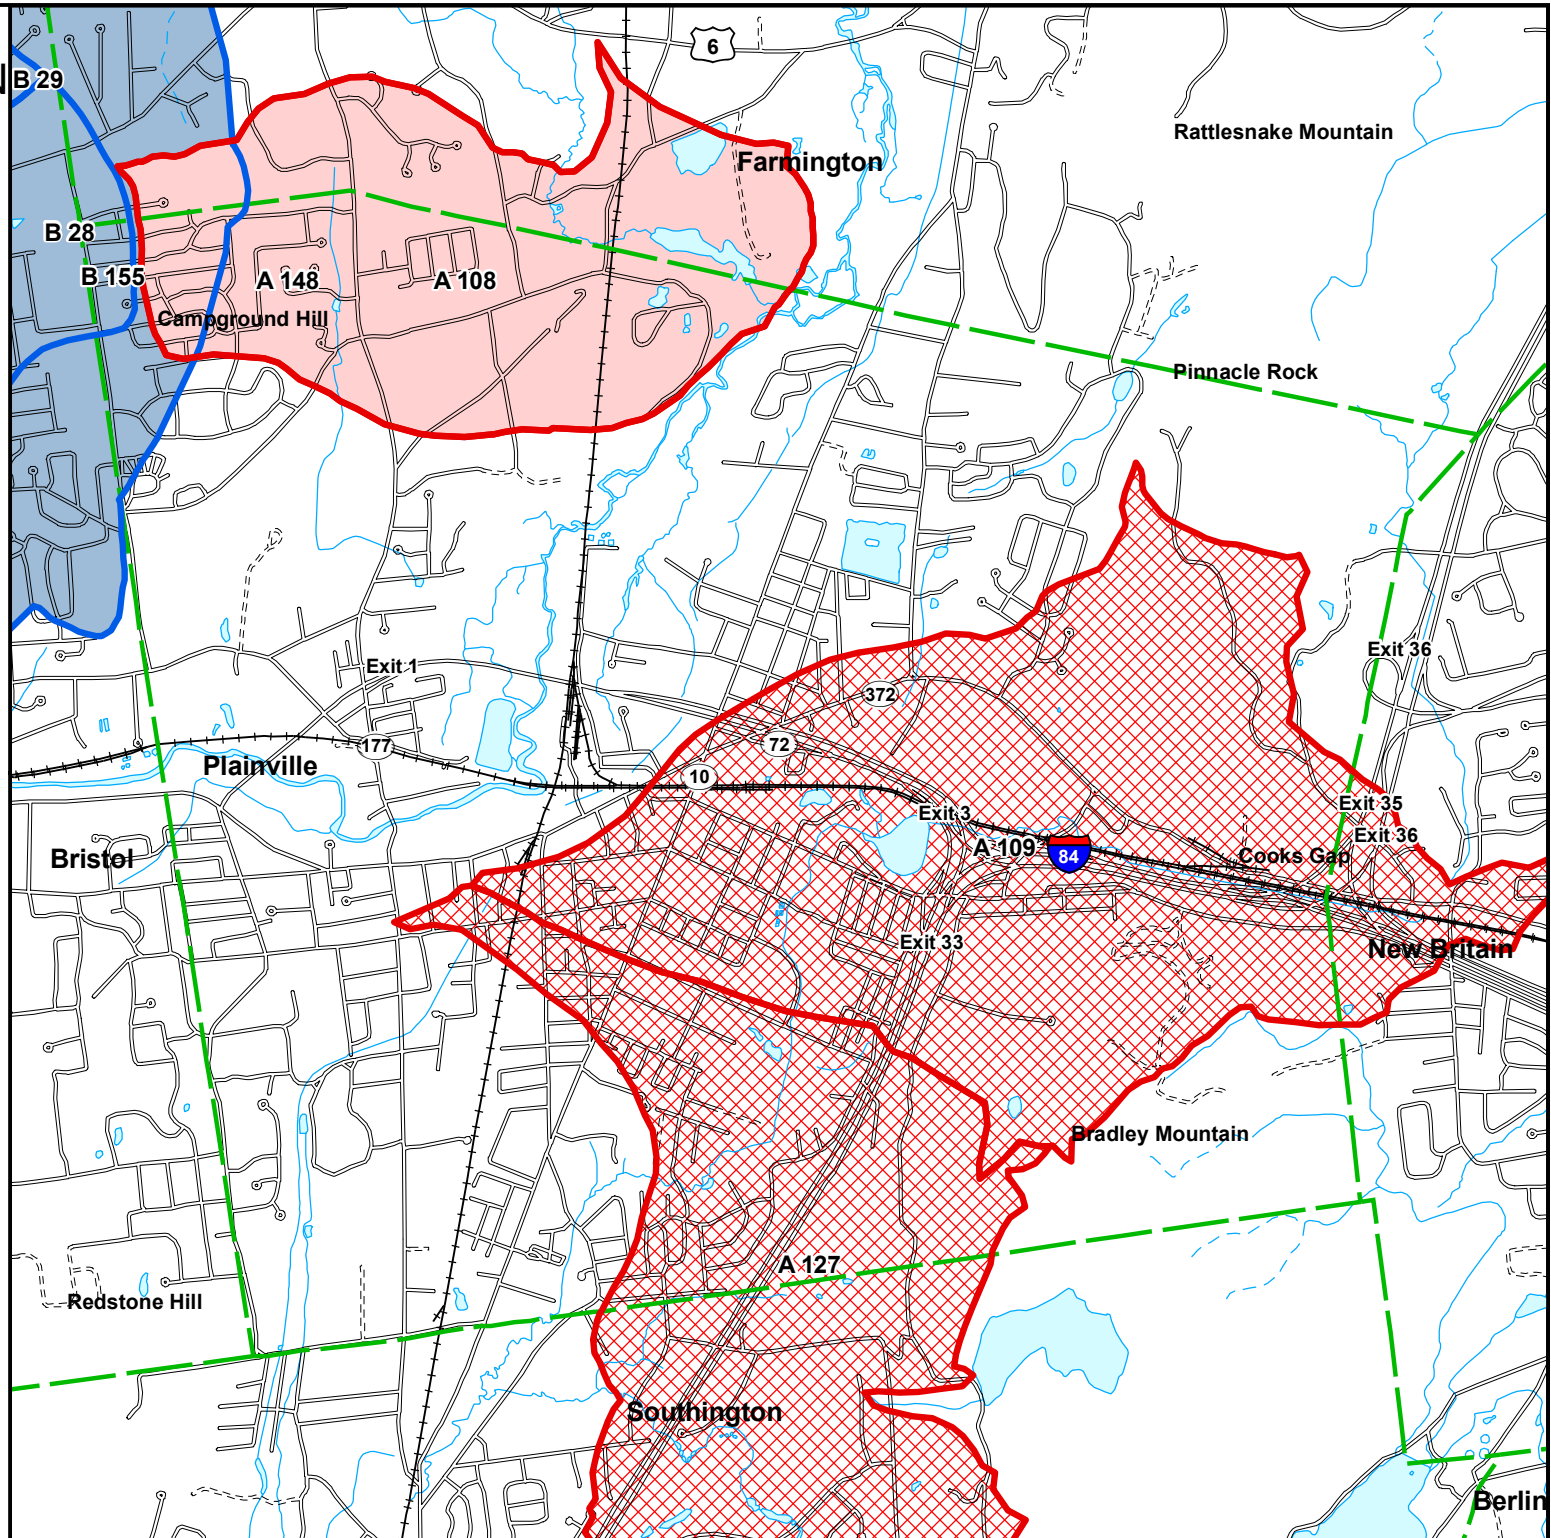 6
B 29
Rattlesnake Mountain
Farmington
B 28
B 155
A 148
A 108
Campground Hill
Pinnacle Rock
Exit 36
Exit 1
372
72
177
Plainville
10
Exit 35
Exit 3
Exit 36
A 109
84
Cooks Gap
Bristol
Exit 33
New Britain
Bradley Mountain
A 127
Redstone Hill
Southington
Berlin